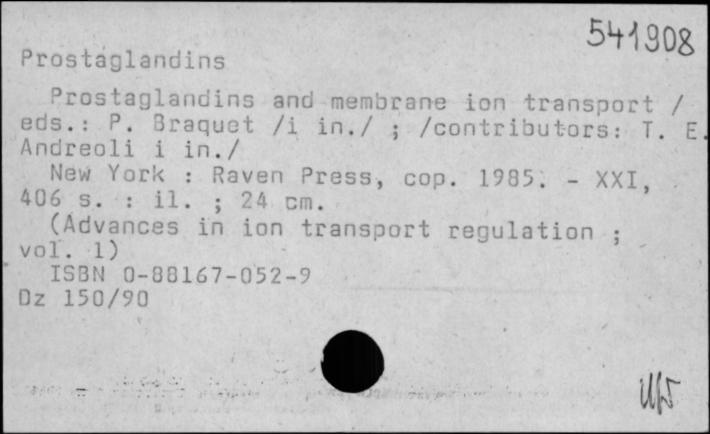 541908
Prostaglandins
Prostaglandins and membrane ion transport /
eds.: P. Braquet /i in./ ; /contributors: T. E.
Andreoli i in./
New York : Raven Press, cop. 1985. - XXI,
406 s. : il. ; 24 cm.
(Advances in ion transport regulation ;
vol. 1)
ISBN 0-88167-052-9
Dz 150/90